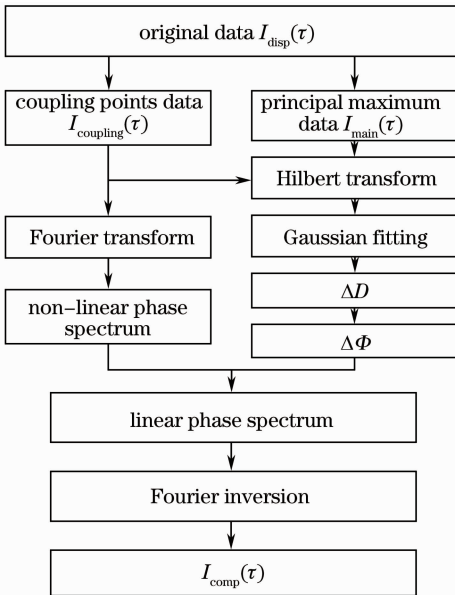 original data I_disp(τ)
coupling points data
I_coupling(τ)
principal maximum
data I_main(τ)
Hilbert transform
Fourier transform
Gaussian fitting
non-linear phase
spectrum
ΔD
ΔΦ
linear phase spectrum
Fourier inversion
I_comp(τ)